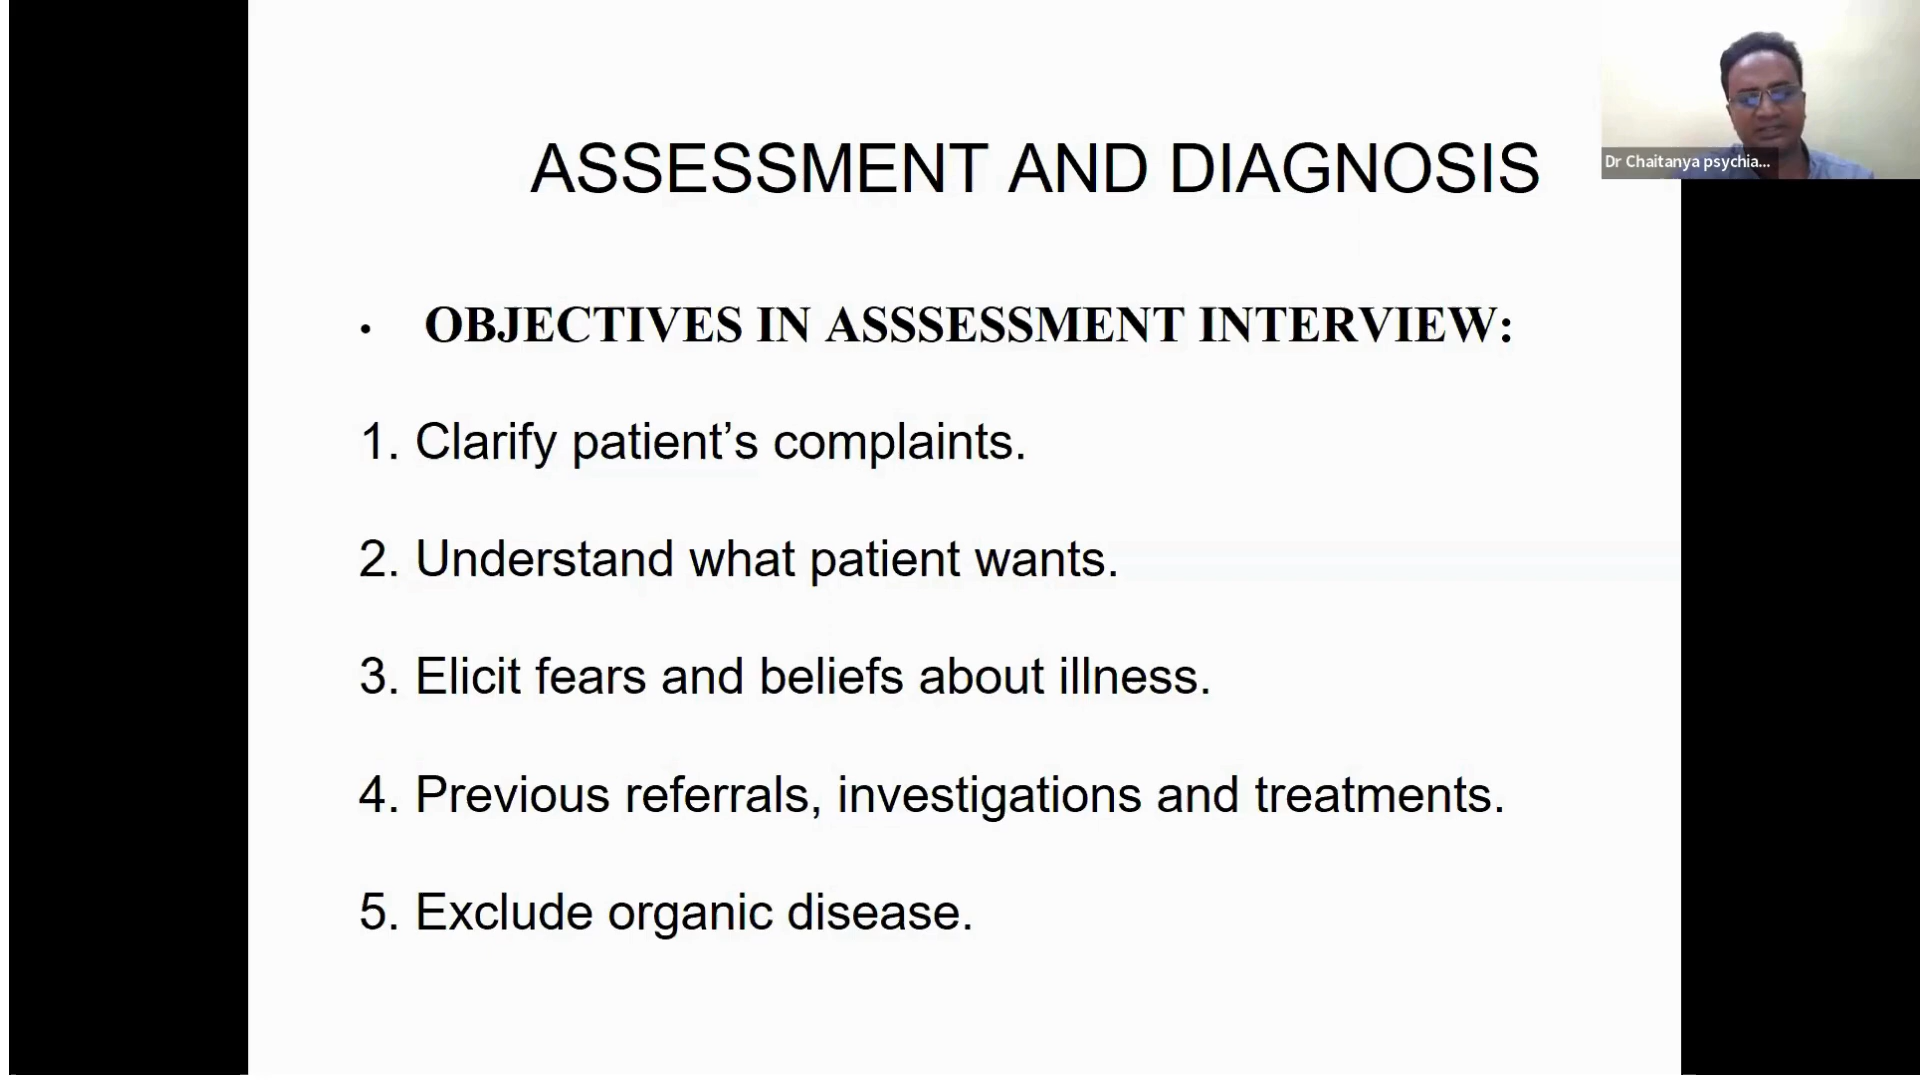 ASSESSMENT AND DIAGNOSIS
Dr Chaitanya psychia...
• OBJECTIVES IN ASSSESSMENT INTERVIEW:
1. Clarify patient’s complaints.
2. Understand what patient wants.
3. Elicit fears and beliefs about illness.
4. Previous referrals, investigations and treatments.
5. Exclude organic disease.